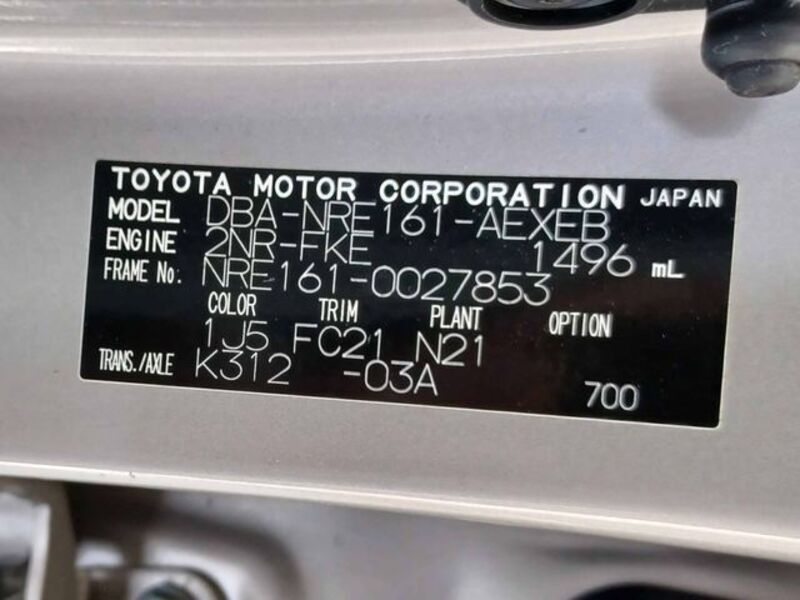 TOYOTA MOTOR CORPORATION JAPAN
MODEL DBA-NRE161-AEXEB
ENGINE 2NR-FKE 1496 mL
FRAME No. NRE161-0027853
COLOR TRIM PLANT OPTION
1J5 FC21 N21
TRANS./AXLE K312 -03A 700